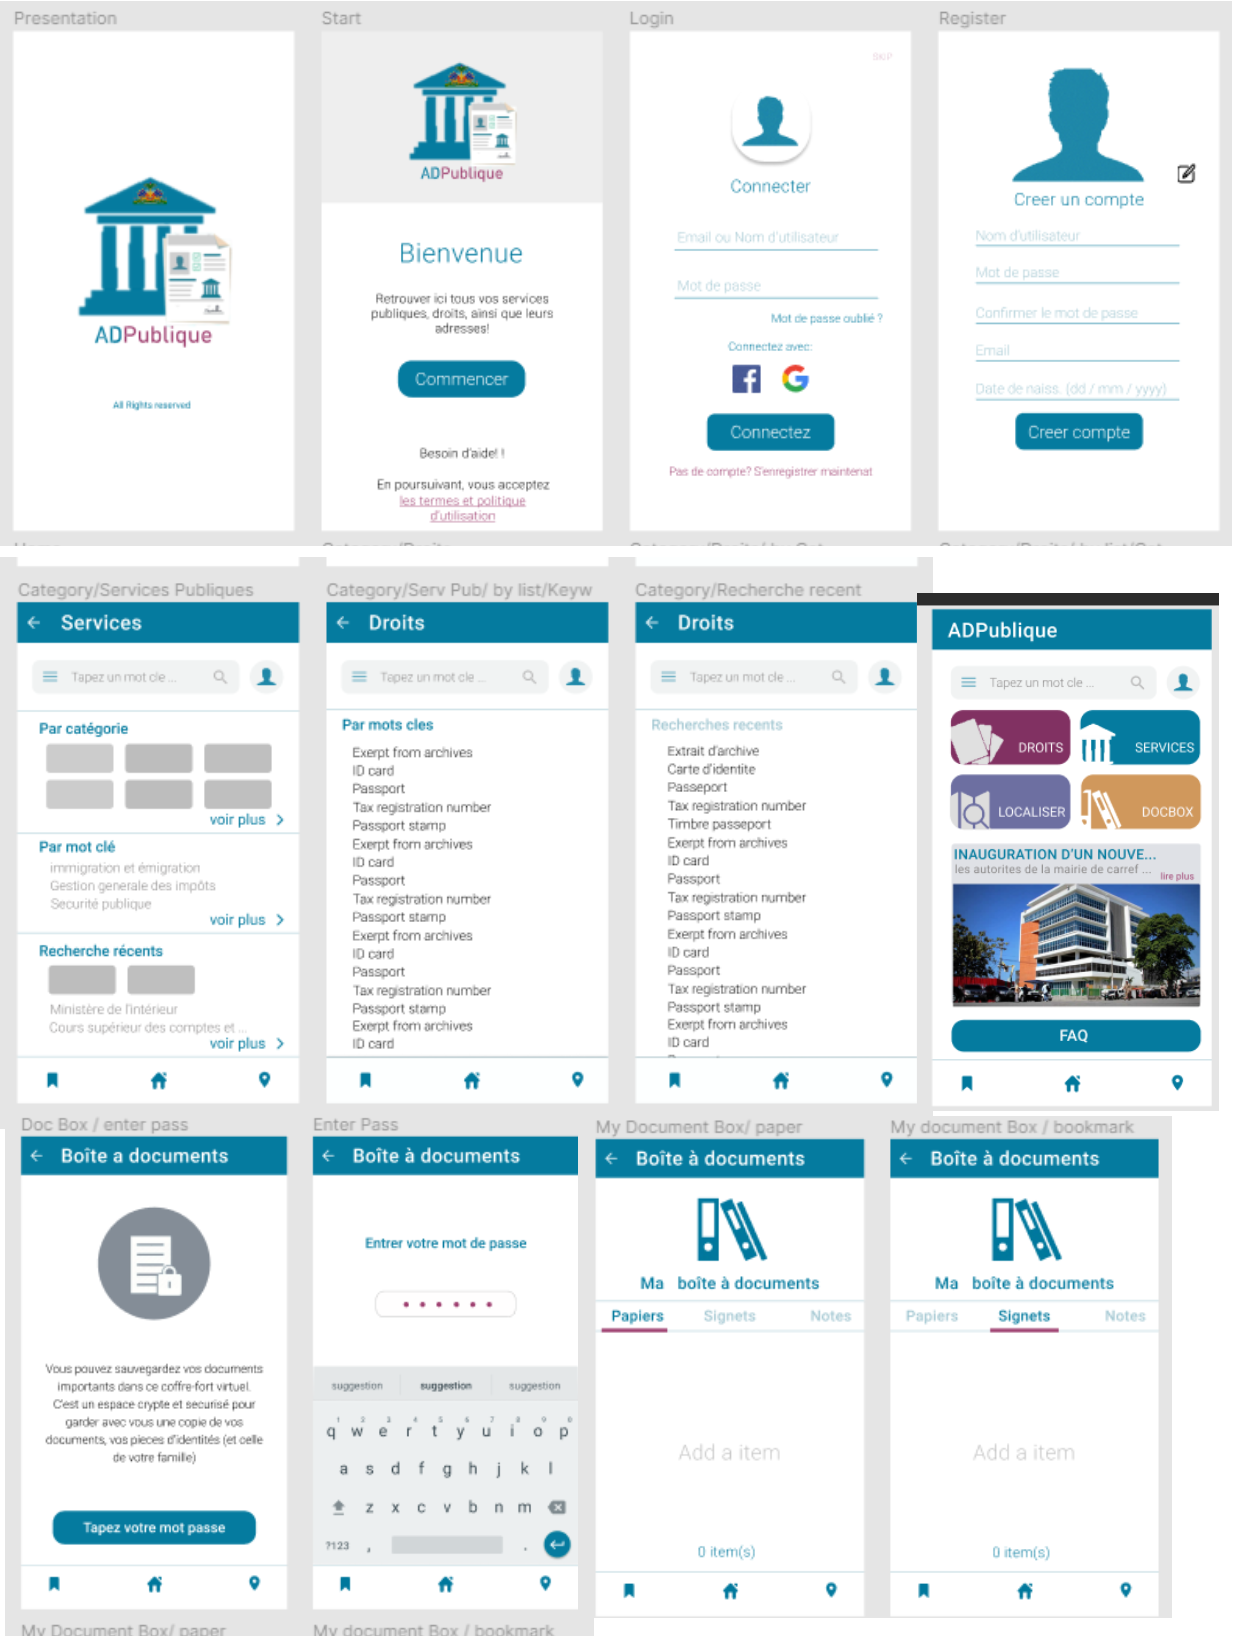 Presentation
Start
Login
Register
ADPublique
All Rights reserved
ADPublique
Bienvenue
Retrouver ici tous vos services
publiques, droits, ainsi que leurs
adresses!
Commencer
Besoin d'aide! !
En poursuivant, vous acceptez
les termes et politique
d'utilisation
SKIP
Connecter
Email ou Nom d'utilisateur
Mot de passe
Mot de passe oublié ?
Connectez avec:
Connectez
Pas de compte? S'enregistrer maintenat
Creer un compte
Nom d'utilisateur
Mot de passe
Confirmer le mot de passe
Email
Date de naiss. (dd / mm / yyyy)
Creer compte
Category/Services Publiques
Services
Tapez un mot cle ...
Par catégorie
voir plus >
Par mot clé
immigration et émigration
Gestion generale des impôts
Securité publique
voir plus >
Recherche récents
Ministère de l'intérieur
Cours supérieur des comptes et ...
voir plus >
Category/Serv Pub/ by list/Keyw
Droits
Tapez un mot cle ...
Par mots cles
Exerpt from archives
ID card
Passport
Tax registration number
Passport stamp
Exerpt from archives
ID card
Passport
Tax registration number
Passport stamp
Exerpt from archives
ID card
Passport
Tax registration number
Passport stamp
Exerpt from archives
ID card
Category/Recherche recent
Droits
Tapez un mot cle ...
Recherches recents
Extrait d'archive
Carte d'identite
Passeport
Tax registration number
Timbre passeport
Exerpt from archives
ID card
Passport
Tax registration number
Passport stamp
Exerpt from archives
ID card
Passport
Tax registration number
Passport stamp
Exerpt from archives
ID card
ADPublique
Tapez un mot cle ...
DROITS
SERVICES
LOCALISER
DOCBOX
INAUGURATION D'UN NOUVE...
les autorites de la mairie de carref ...
lire plus
FAQ
Doc Box / enter pass
Boîte a documents
Vous pouvez sauvegardez vos documents
importants dans ce coffre-fort virtuel.
C'est un espace crypte et securisé pour
garder avec vous une copie de vos
documents, vos pieces d'identités (et celle
de votre famille)
Tapez votre mot passe
Enter Pass
Boîte à documents
Entrer votre mot de passe
suggestion suggestion suggestion
1 2 3 4 5 6 7 8 9 0
q w e r t y u i o p
a s d f g h j k l
z x c v b n m
?123 , .
My Document Box/ paper
Boîte à documents
Ma boîte à documents
Papiers Signets Notes
Add a item
0 item(s)
My document Box / bookmark
Boîte à documents
Ma boîte à documents
Papiers Signets Notes
Add a item
0 item(s)
My Document Box/ paper
My document Box / bookmark